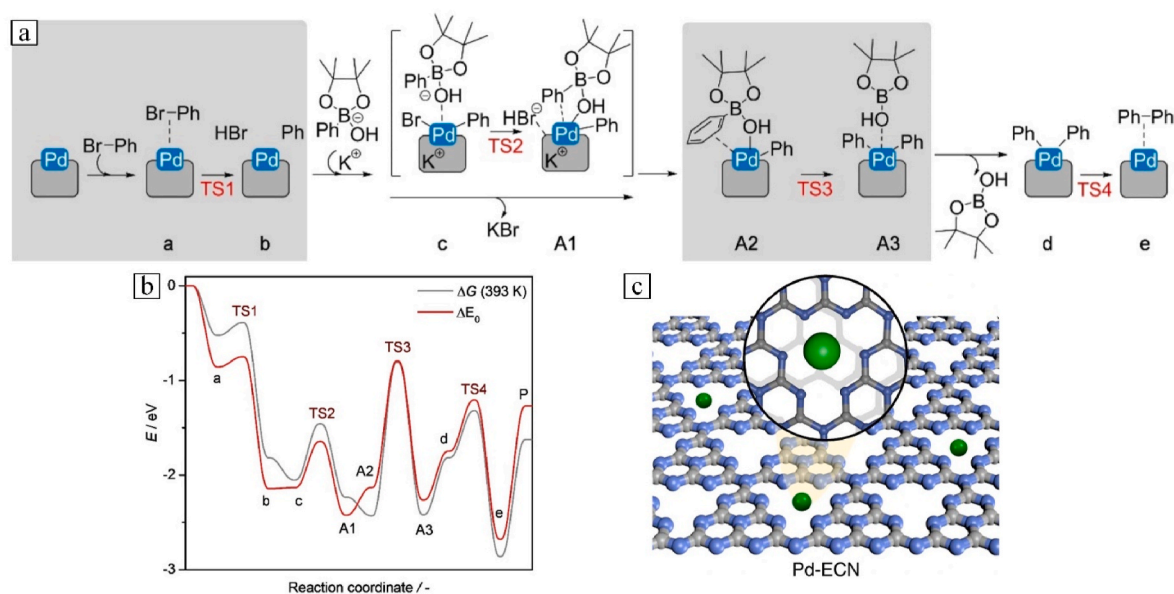 a
Br–Ph
HBr
Ph
Pd
Pd
Pd
Br–Ph
TS1
a
b
O
O
B
Ph
⊖
OH
K⊕
O
O
B
Ph
⊖
OH
Br
Pd
Ph
K⊕
TS2
O
O
B
Ph
OH
HBr⊖
Pd
Ph
K⊕
c
A1
KBr
O
O
B
OH
Pd
Ph
TS3
O
O
B
HO
Ph
Pd
Ph
A2
A3
OH
O
B
O
Ph
Ph
Pd
TS4
Ph–Ph
Pd
d
e
b
0
-1
-2
-3
E / eV
ΔG (393 K)
ΔE0
TS1
TS2
TS3
TS4
a
b
c
A1
A2
A3
d
e
P
Reaction coordinate / -
c
Pd-ECN